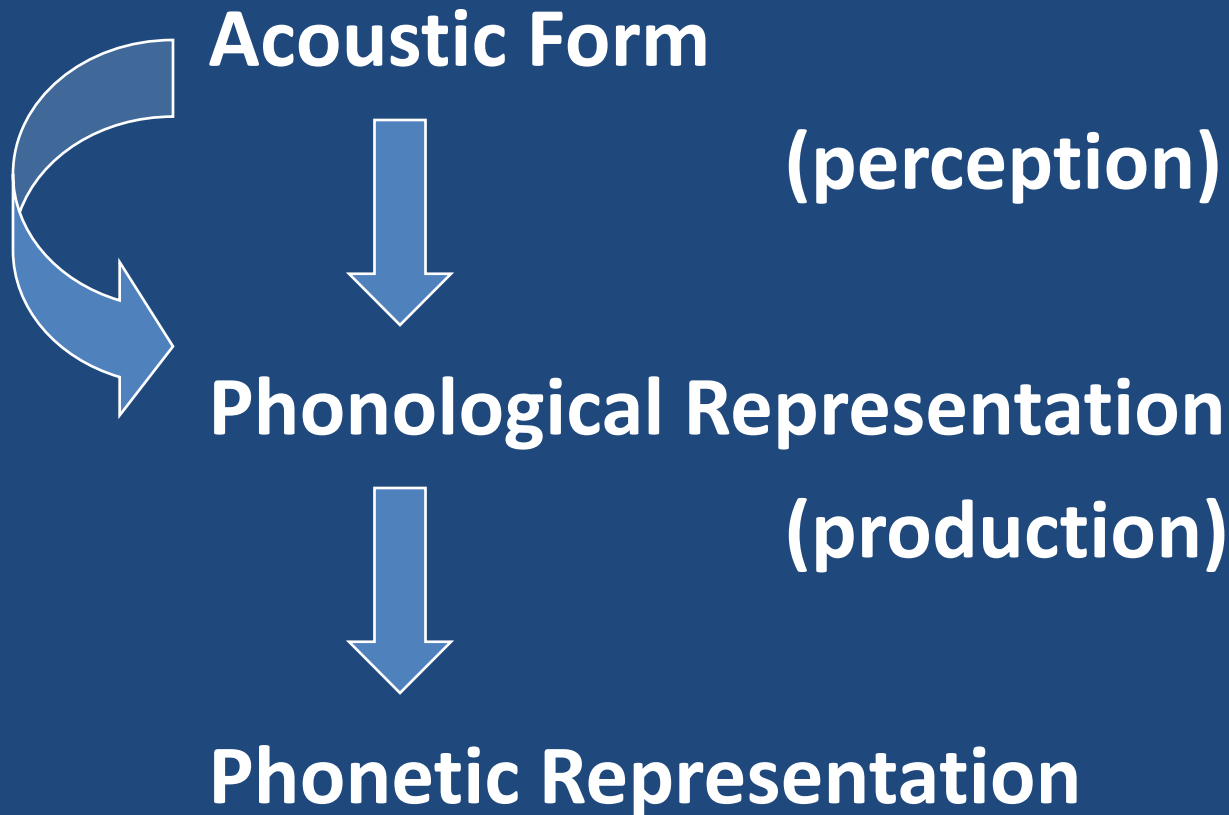 Acoustic Form
(perception)
Phonological Representation
(production)
Phonetic Representation